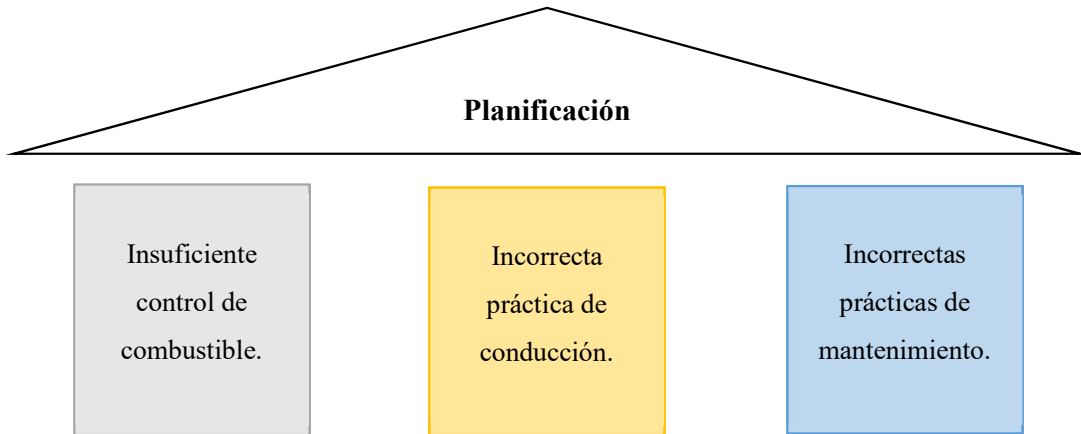 Planificación
Insuficiente
control de
combustible.
Incorrecta
práctica de
conducción.
Incorrectas
prácticas de
mantenimiento.